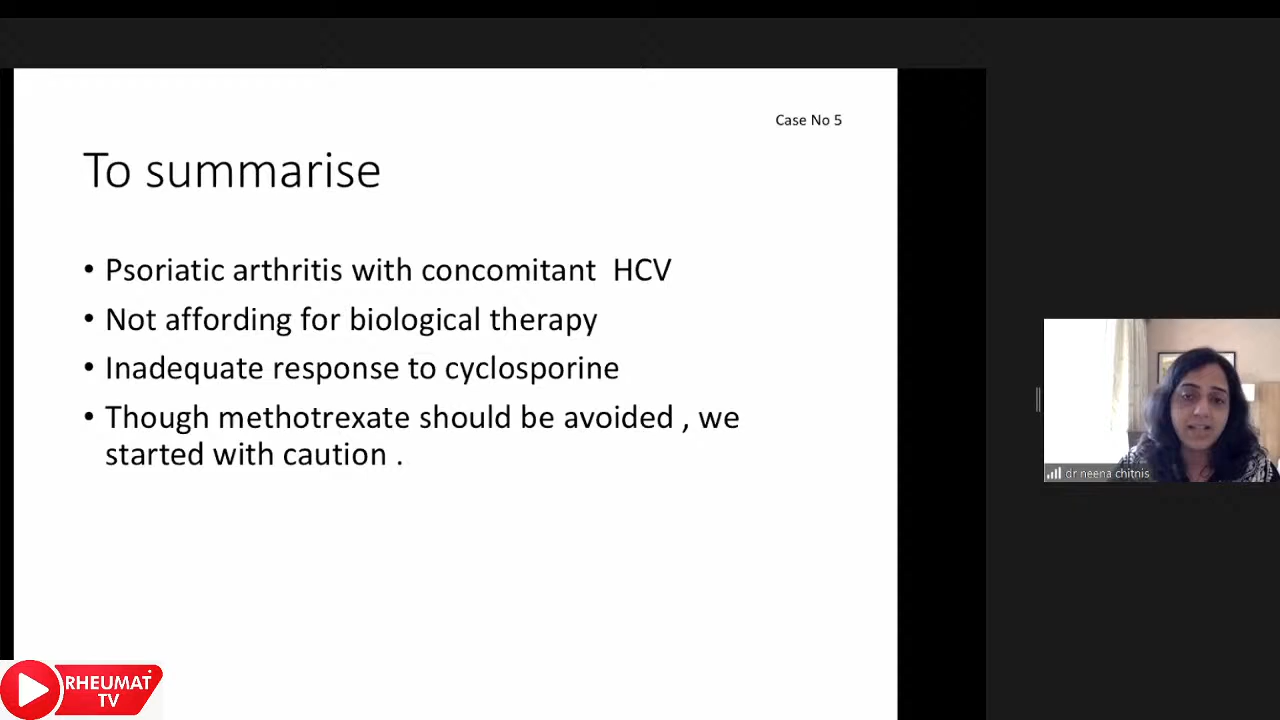 Case No 5
To summarise
• Psoriatic arthritis with concomitant  HCV
• Not affording for biological therapy
• Inadequate response to cyclosporine
• Though methotrexate should be avoided , we
started with caution .
dr neena chitnis
RHEUMAT
TV